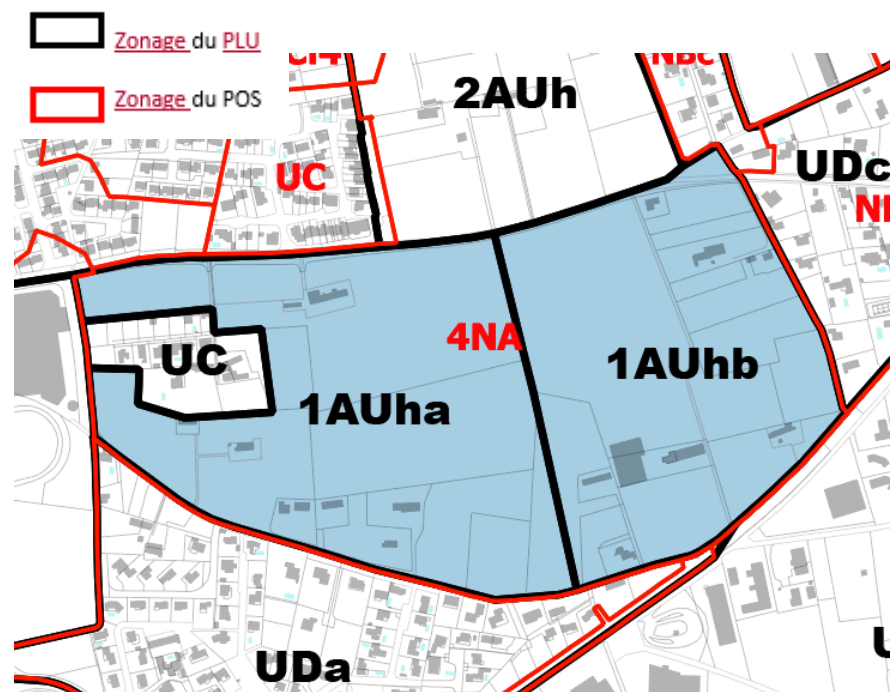 Zonage du PLU
Zonage du POS
2AUh
UC
UDc
4NA
UC
1AUhb
1AUha
UDa